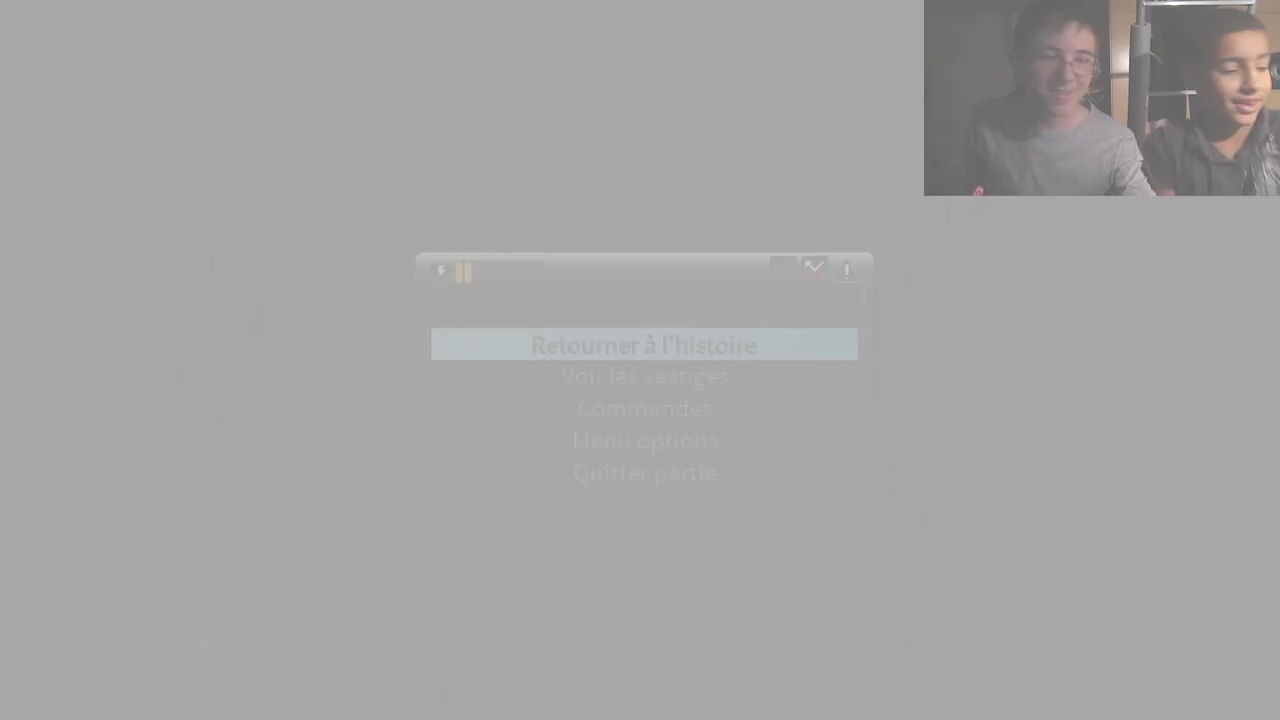 Retourner à l'histoire
Voir les vestiges
Commandes
Menu options
Quitter partie